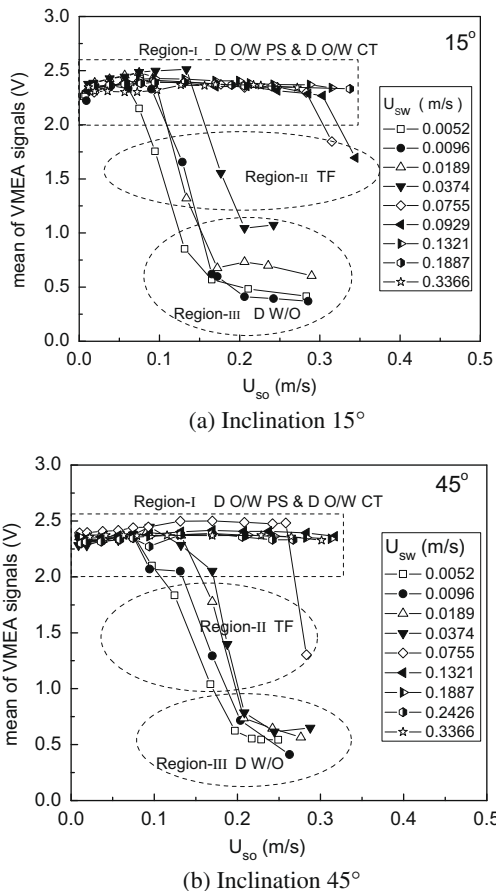 3.0
2.5
2.0
1.5
1.0
0.5
0.0
mean of VMEA signals (V)
Region-I D O/W PS & D O/W CT
15°
Region-II TF
Region-III D W/O
U_sw (m/s)
0.0052
0.0096
0.0189
0.0374
0.0755
0.0929
0.1321
0.1887
0.3366
0.0 0.1 0.2 0.3 0.4 0.5
U_so (m/s)
(a) Inclination 15°
3.0
2.5
2.0
1.5
1.0
0.5
0.0
mean of VMEA signals (V)
45°
Region-I D O/W PS & D O/W CT
Region-II TF
Region-III D W/O
U_sw (m/s)
0.0052
0.0096
0.0189
0.0374
0.0755
0.1321
0.1887
0.2426
0.3366
0.0 0.1 0.2 0.3 0.4 0.5
U_so (m/s)
(b) Inclination 45°